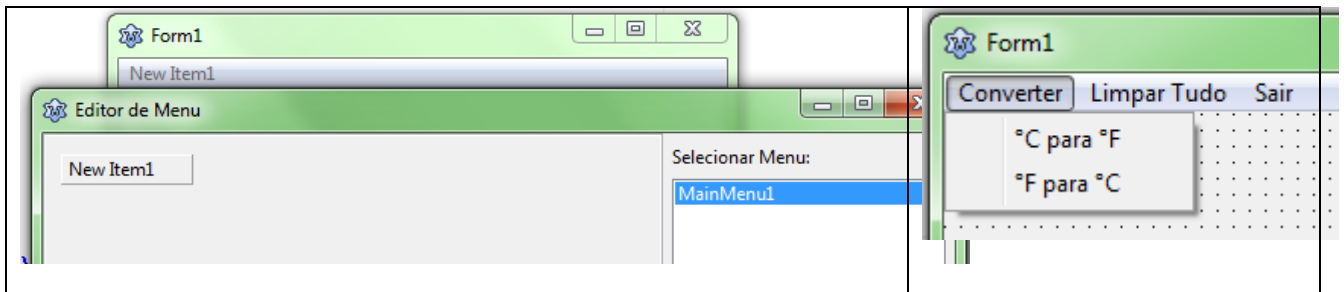 Form1
New Item1
Editor de Menu
New Item1
Selecionar Menu:
MainMenu1
Form1
Converter Limpar Tudo Sair
°C para °F
°F para °C